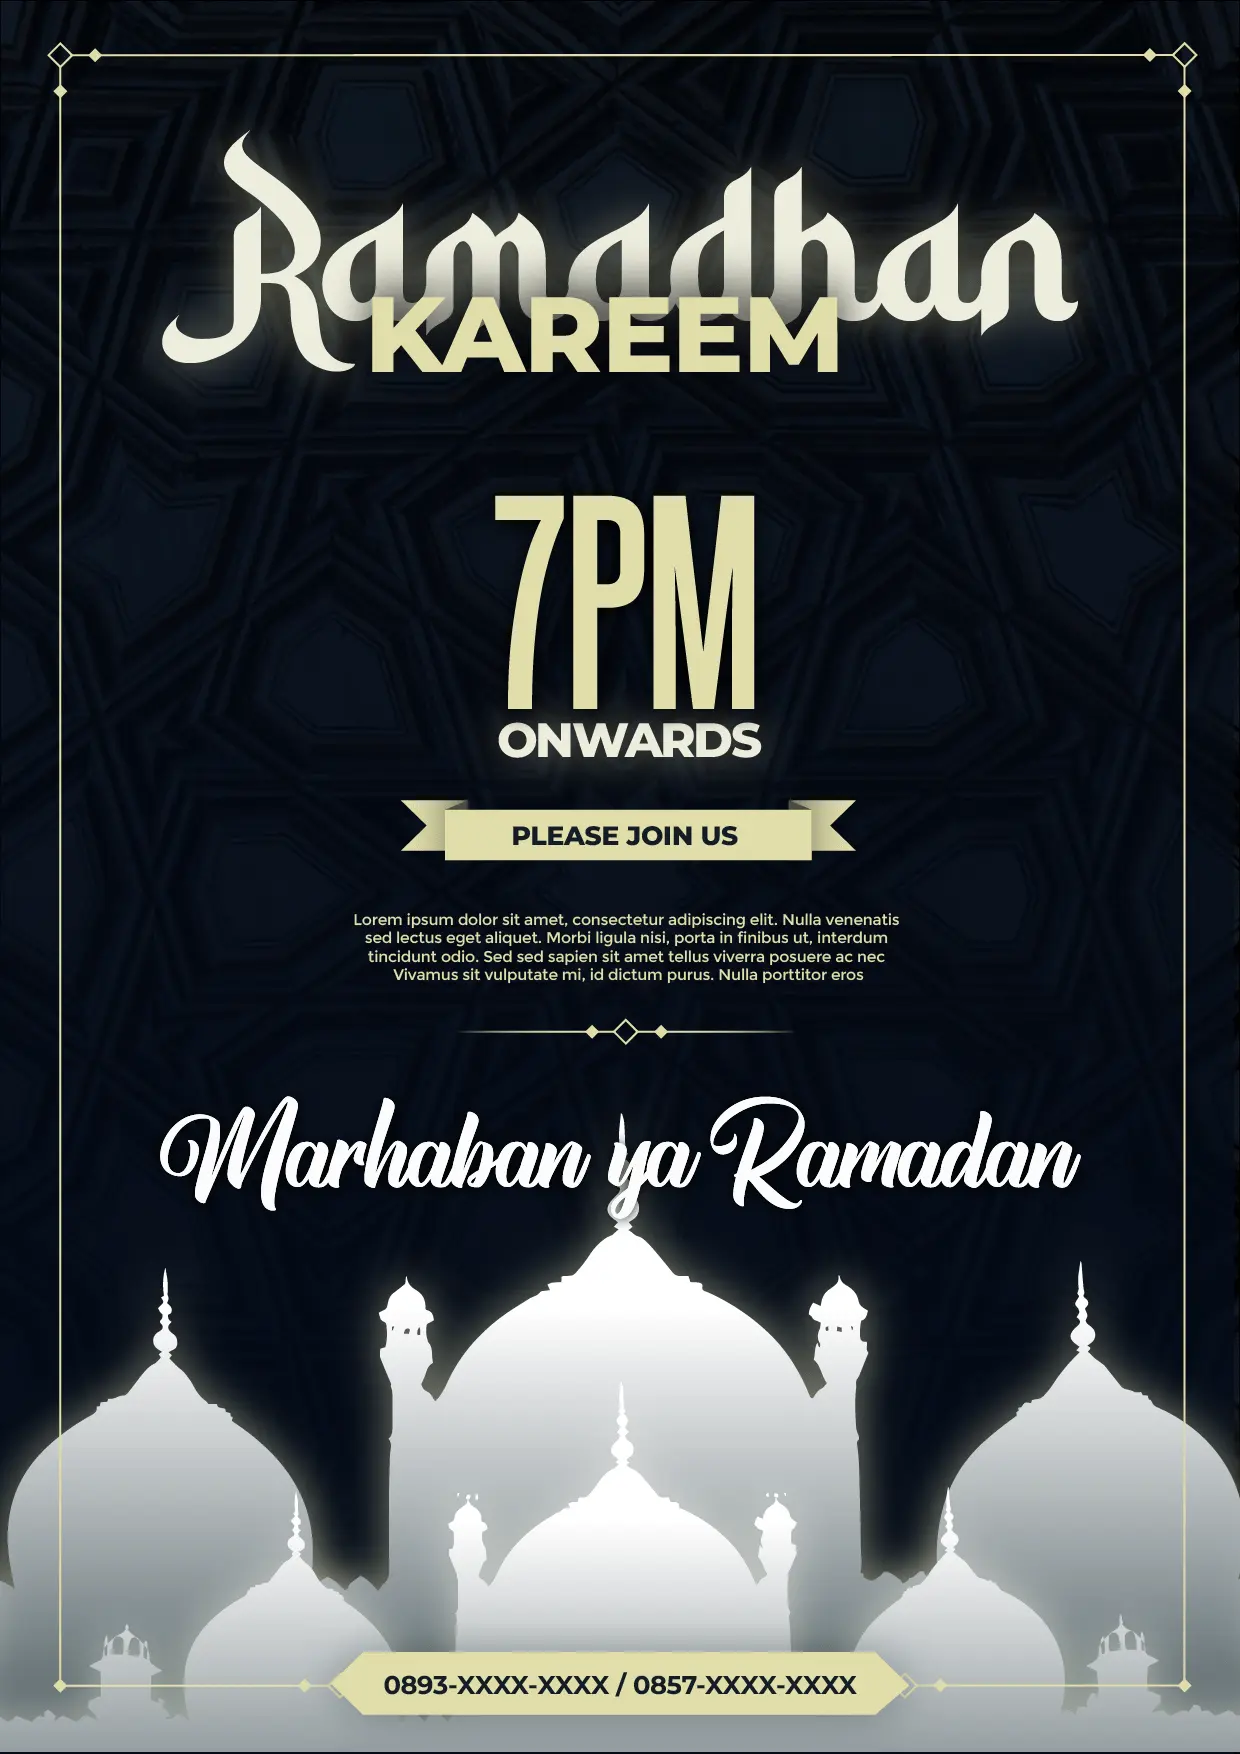 Ramadhan
KAREEM
7PM
ONWARDS
PLEASE JOIN US
Lorem ipsum dolor sit amet, consectetur adipiscing elit. Nulla venenatis
sed lectus eget aliquet. Morbi ligula nisi, porta in finibus ut, interdum
tincidunt odio. Sed sed sapien sit amet tellus viverra posuere ac nec
Vivamus sit vulputate mi, id dictum purus. Nulla porttitor eros
Marhaban ya Ramadan
0893-XXXX-XXXX / 0857-XXXX-XXXX